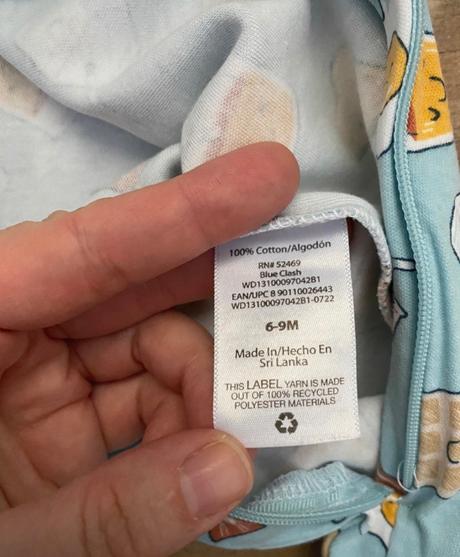 100% Cotton/Algodón
RN# 52469
Blue Clash
WD13100097042B1
EAN/UPC 8 90110026443
WD13100097042B1-0722
6-9M
Made In/Hecho En
Sri Lanka
THIS LABEL YARN IS MADE
OUT OF 100% RECYCLED
POLYESTER MATERIALS